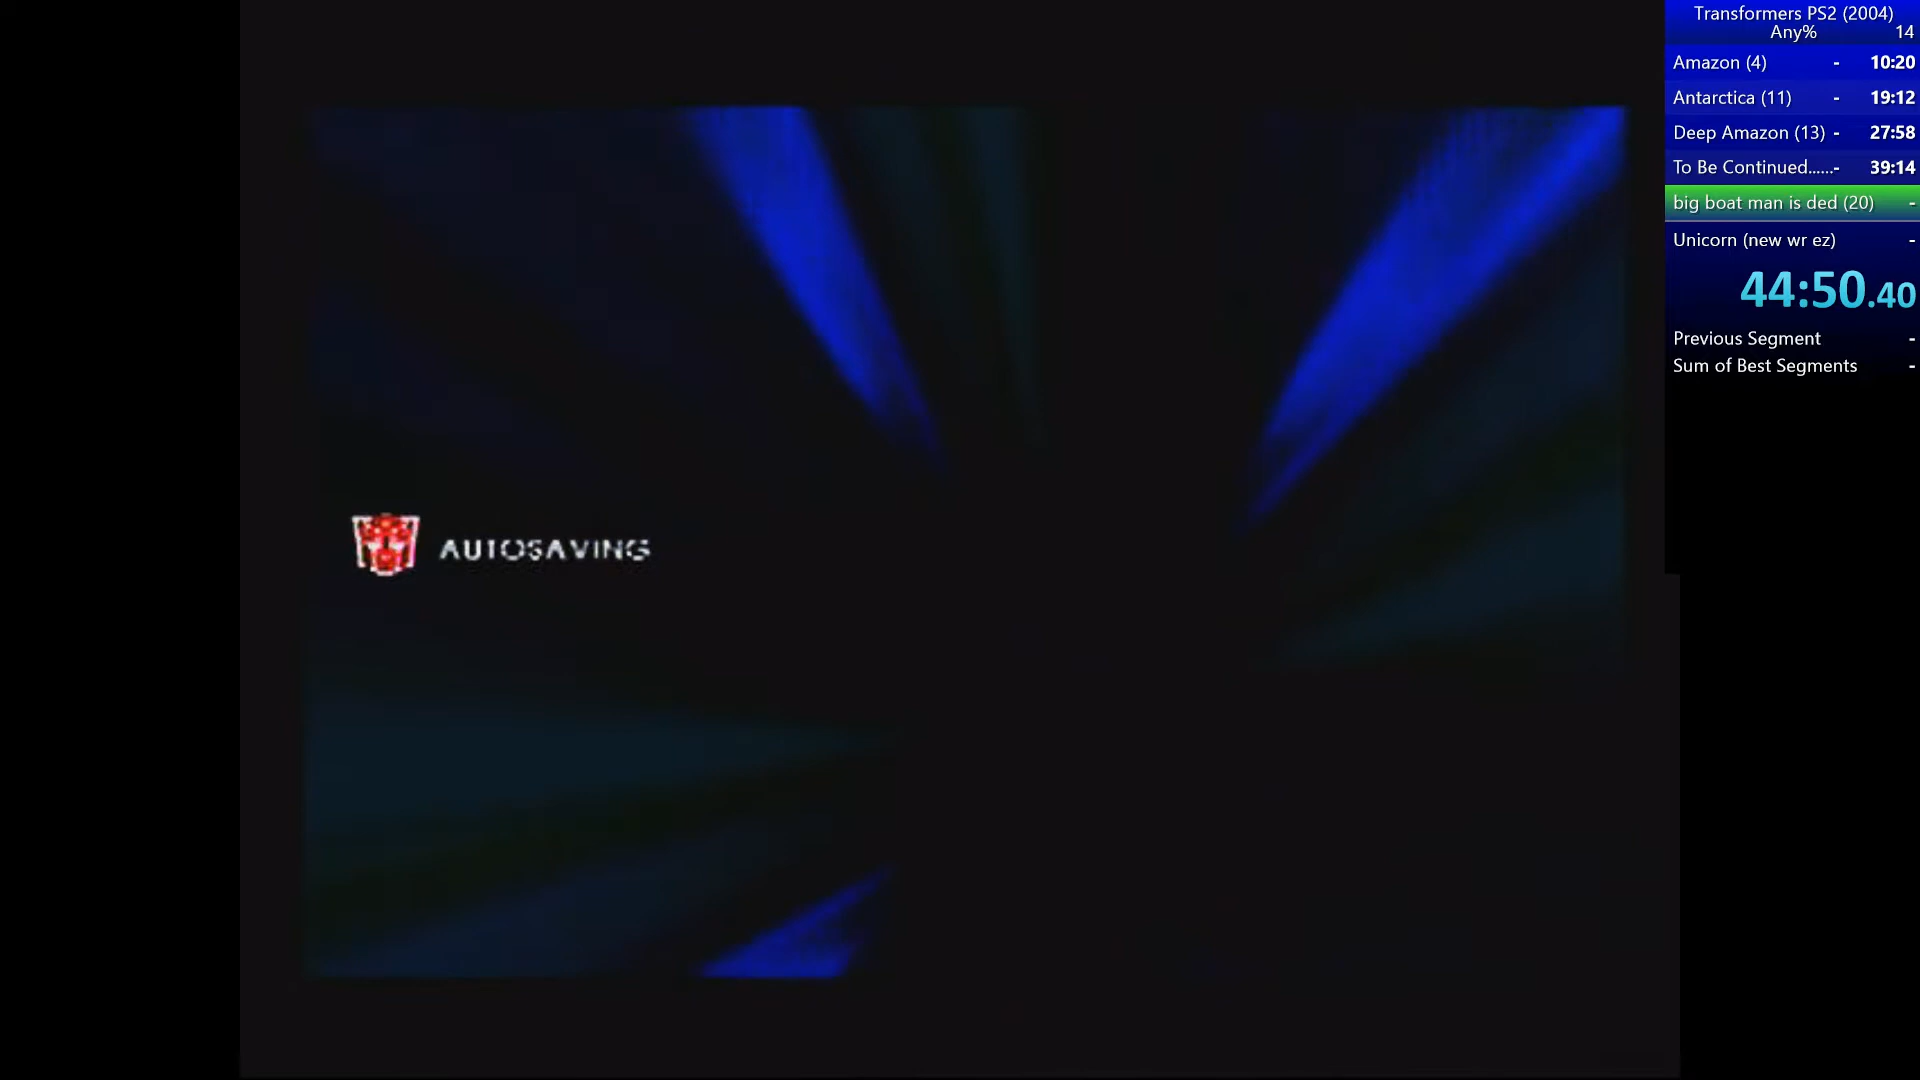 Transformers PS2 (2004)
Any% 14
Amazon (4) - 10:20
Antarctica (11) - 19:12
Deep Amazon (13) - 27:58
To Be Continued......- 39:14
big boat man is ded (20) -
Unicorn (new wr ez) -
44:50.40
Previous Segment -
Sum of Best Segments -
AUTOSAVING